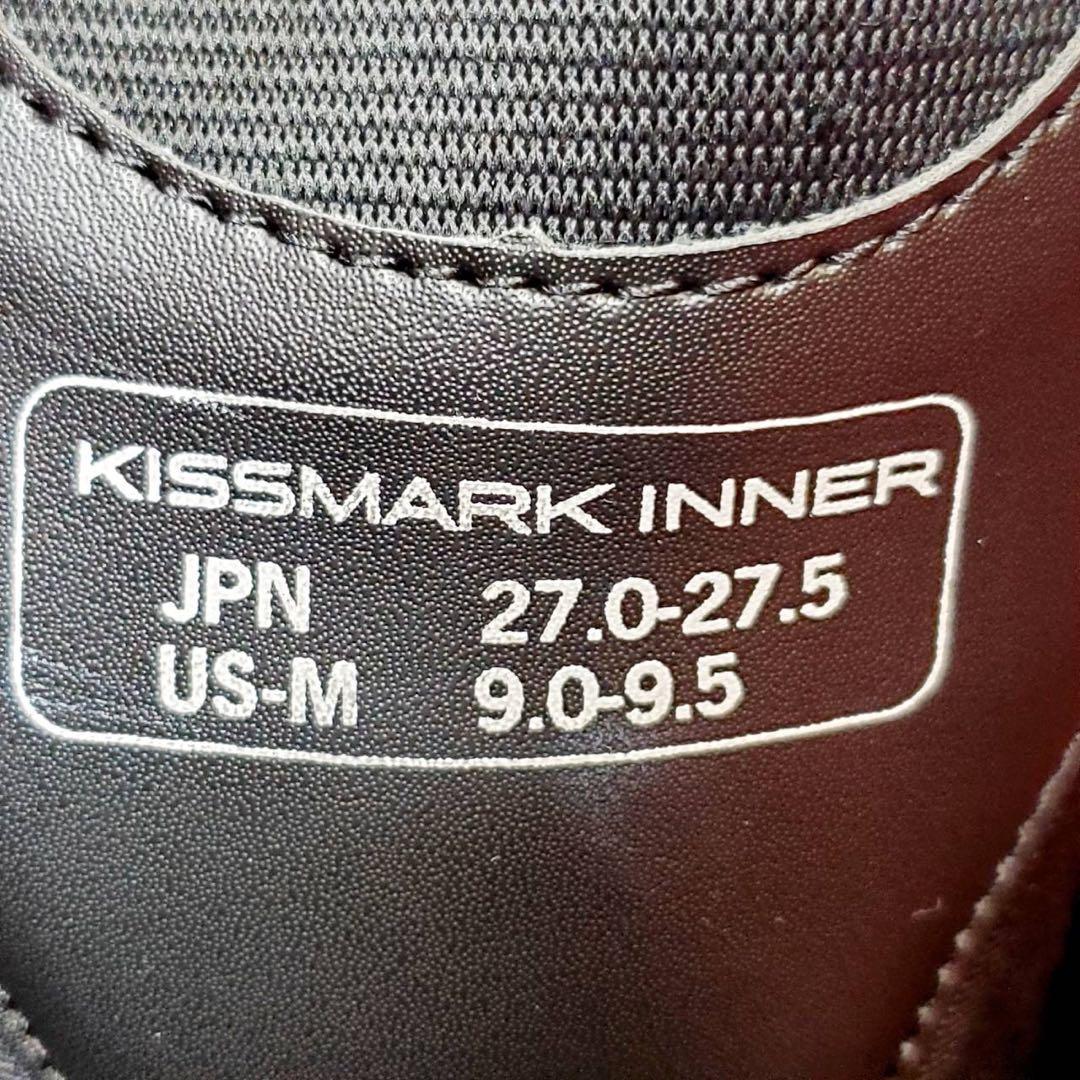 KISSMARK INNER
JPN 27.0-27.5
US-M 9.0-9.5